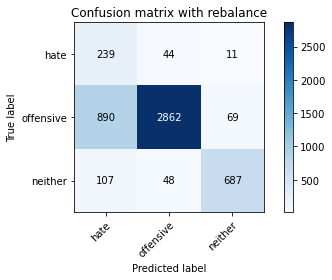 Confusion matrix with rebalance
True label
hate
offensive
neither
239 44 11
890 2862 69
107 48 687
hate
offensive
neither
Predicted label
2500
2000
1500
1000
500